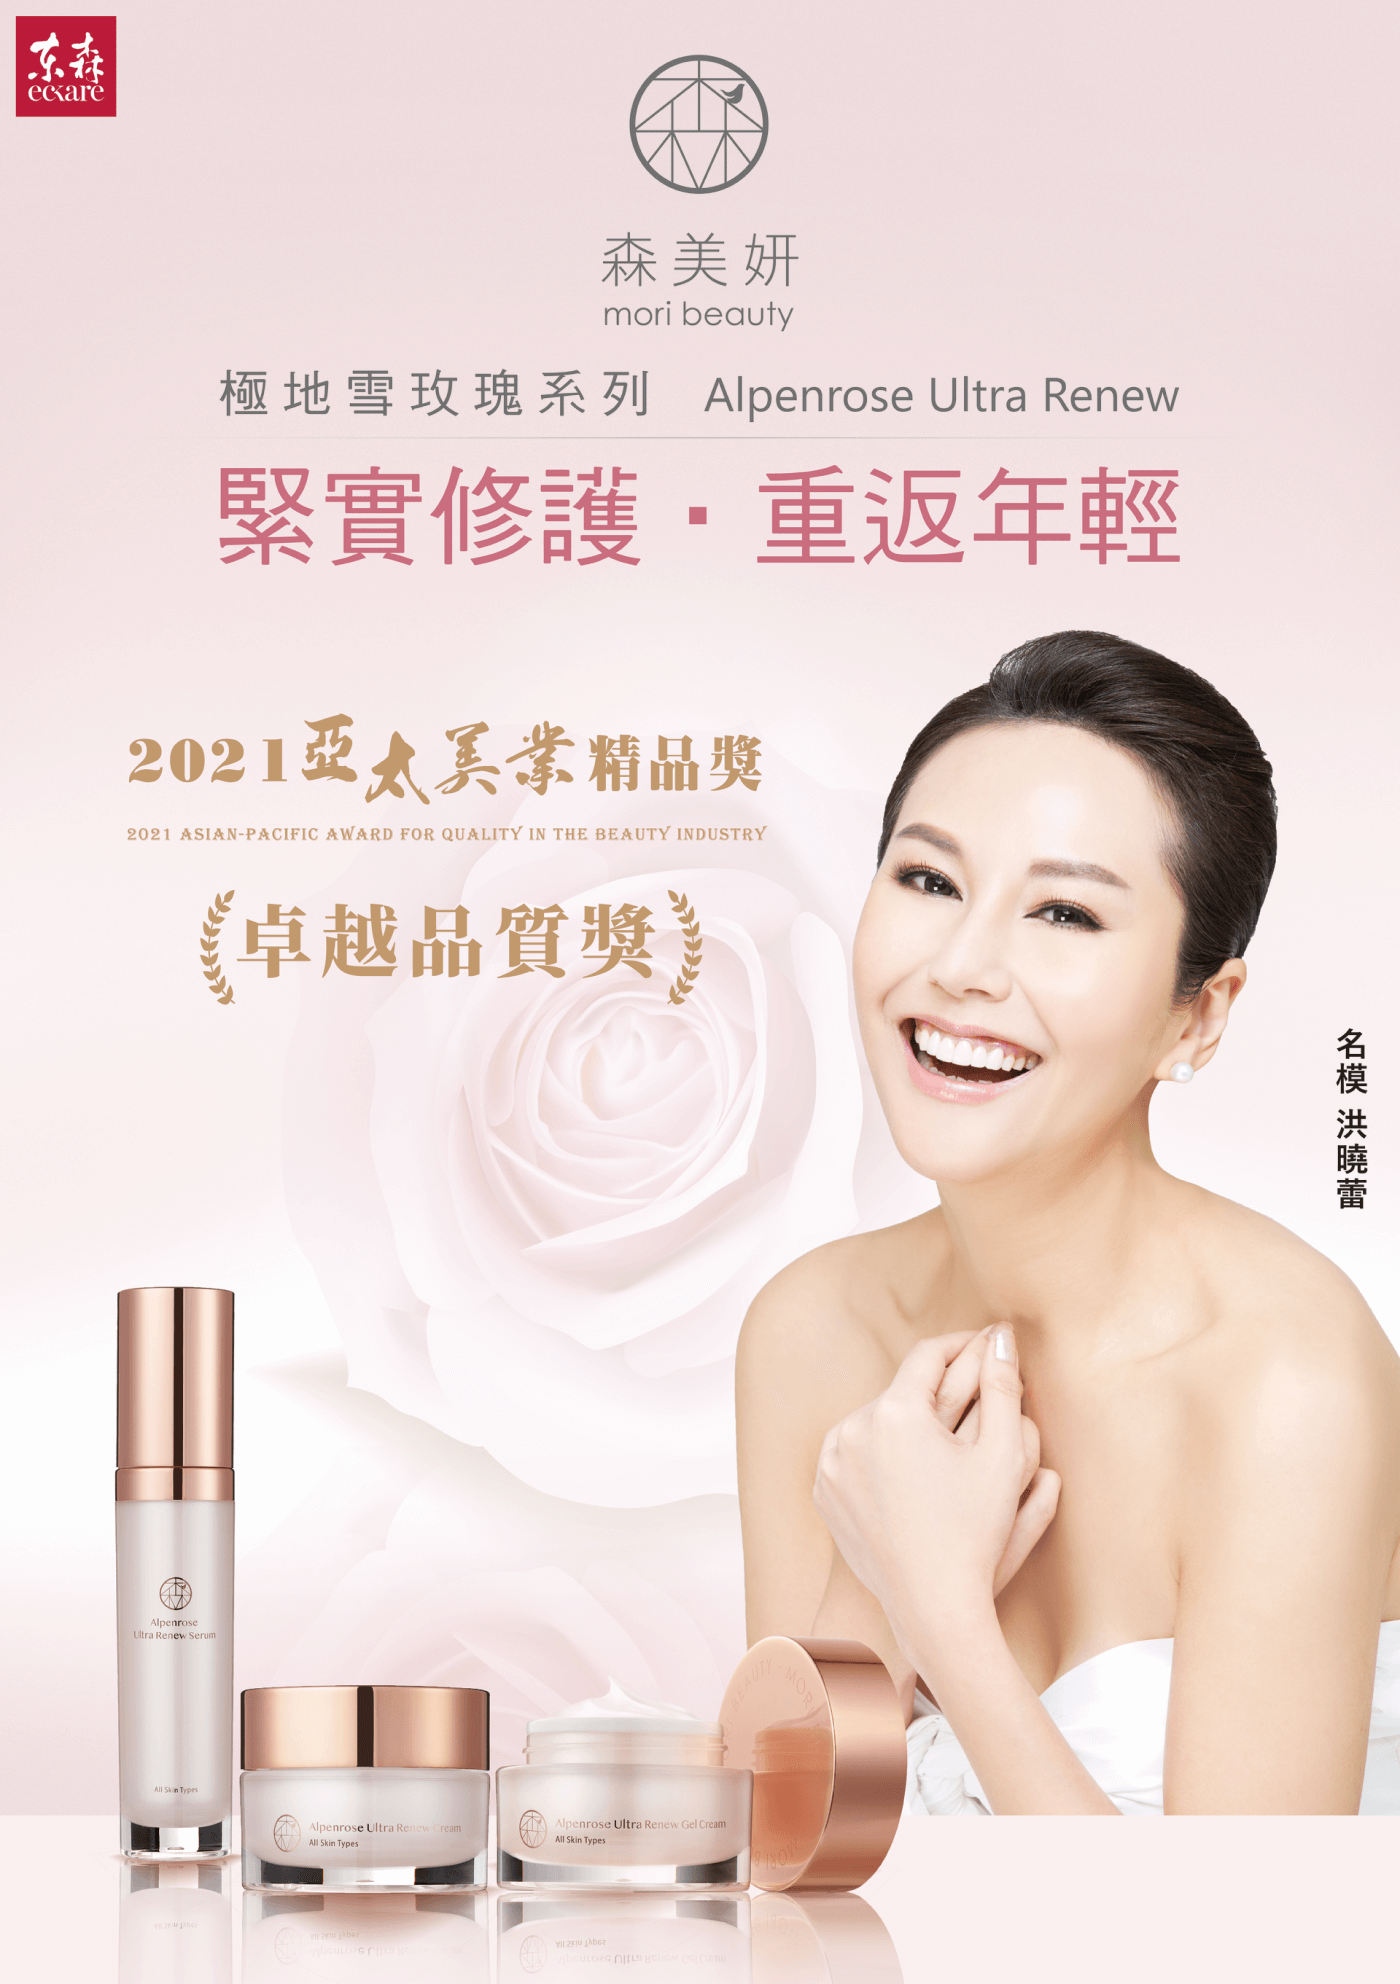 东森
ecкare
森美妍
mori beauty
極地雪玫瑰系列 Alpenrose Ultra Renew
緊實修護▪重返年輕
2021亞太美業精品獎
2021 ASIAN-PACIFIC AWARD FOR QUALITY IN THE BEAUTY INDUSTRY
卓越品質獎
名模 洪曉蕾
Alpenrose
Ultra Renew Serum
All Skin Types
Alpenrose Ultra Renew Cream
All Skin Types
Alpenrose Ultra Renew Gel Cream
All Skin Types
BEAUTY · MORI